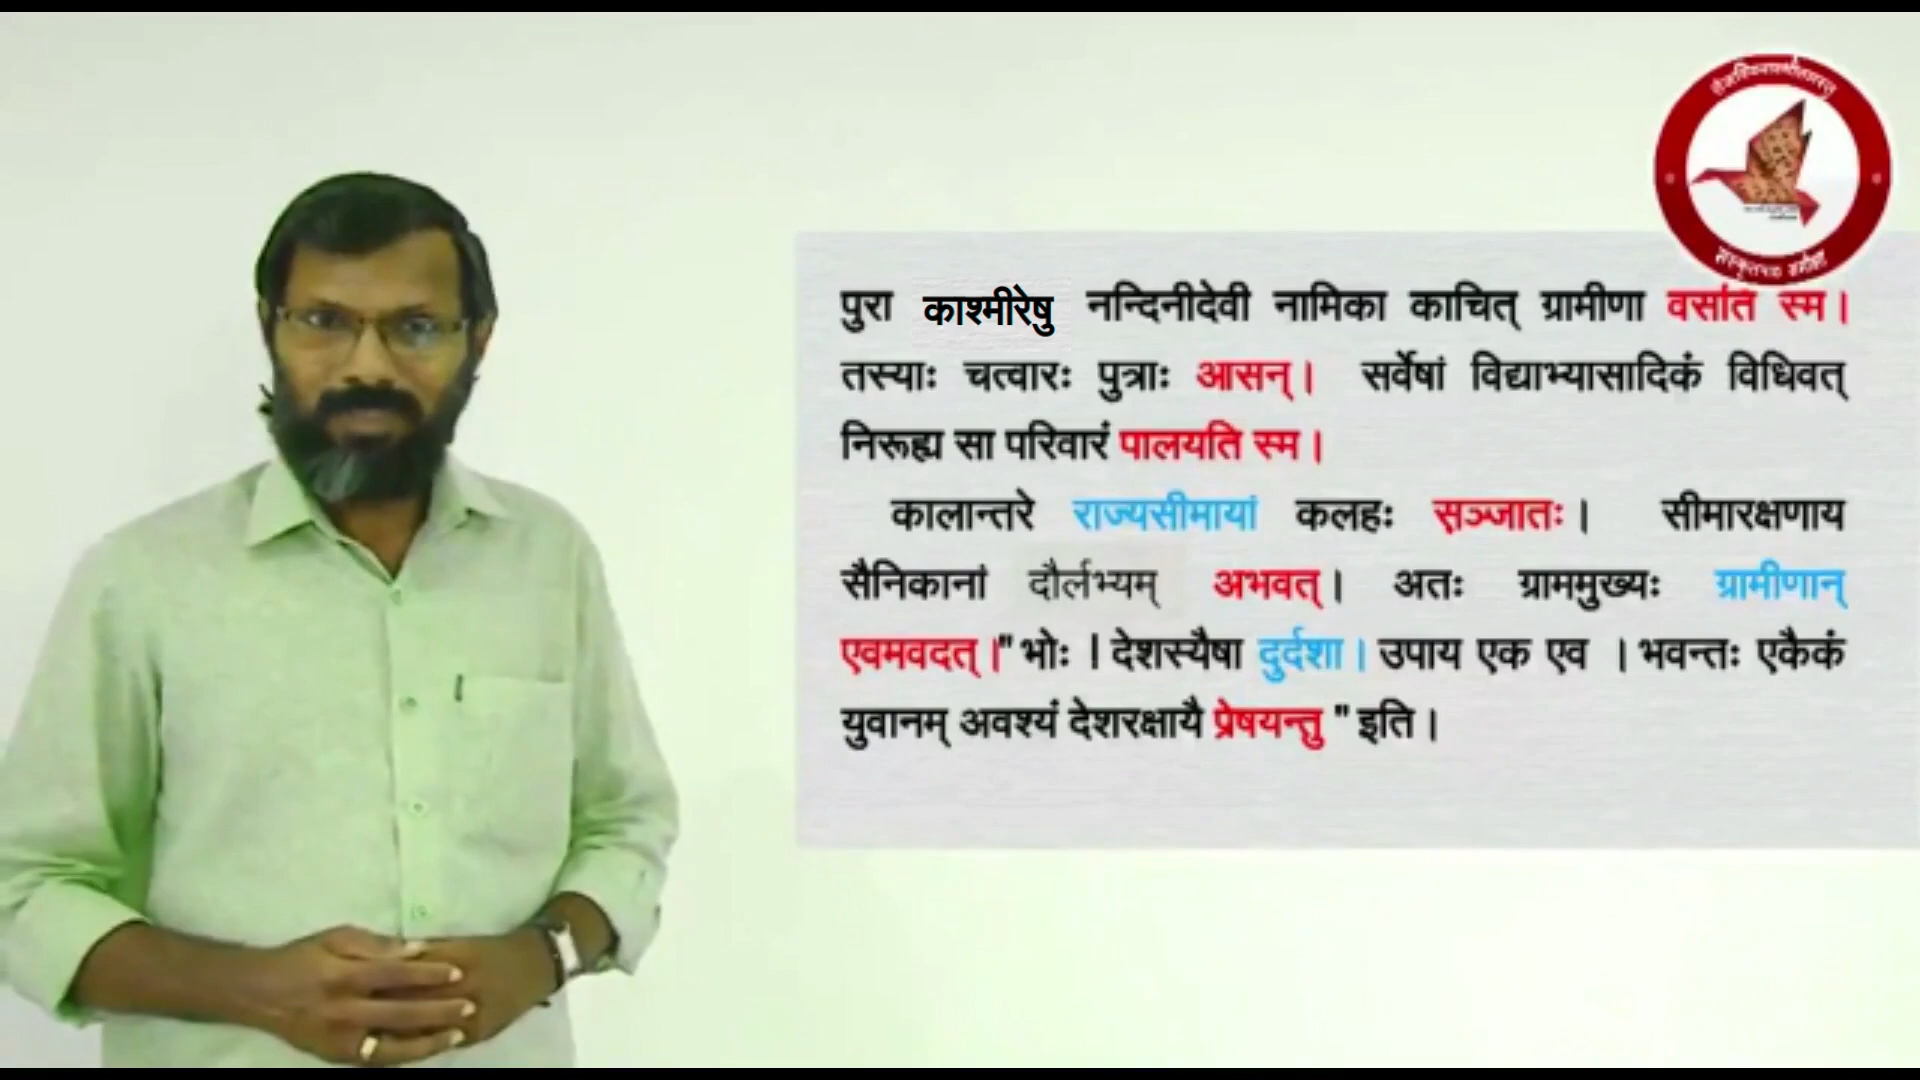 पुरा काश्मीरेषु नन्दिनीदेवी नामिका काचित् ग्रामीणा वसति स्म।
तस्याः चत्वारः पुत्राः आसन्। सर्वेषां विद्याभ्यासादिकं विधिवत्
निरूह्य सा परिवारं पालयति स्म।
कालान्तरे राज्यसीमायां कलहः सञ्जातः। सीमारक्षणाय
सैनिकानां दौर्लभ्यम् अभवत्। अतः ग्राममुख्यः ग्रामीणान्
एवमवदत्।" भोः ! देशस्यैषा दुर्दशा। उपाय एक एव । भवन्तः एकैकं
युवानम् अवश्यं देशरक्षायै प्रेषयन्तु " इति।